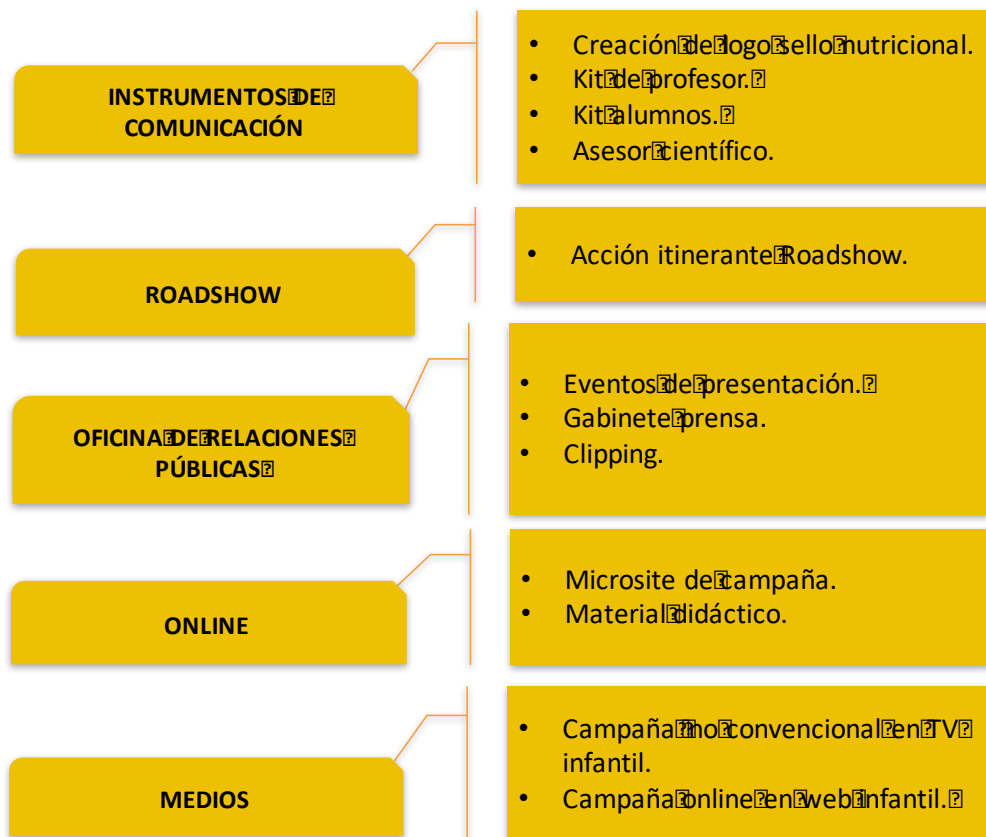 INSTRUMENTOS DE
COMUNICACIÓN
• Creación de logo sello nutricional.
• Kit de profesor.
• Kit alumnos.
• Asesor científico.
ROADSHOW
• Acción itinerante Roadshow.
OFICINA DE RELACIONES
PÚBLICAS
• Eventos de presentación.
• Gabinete prensa.
• Clipping.
ONLINE
• Microsite de campaña.
• Material didáctico.
MEDIOS
• Campaña no convencional en TV
infantil.
• Campaña online en web infantil.